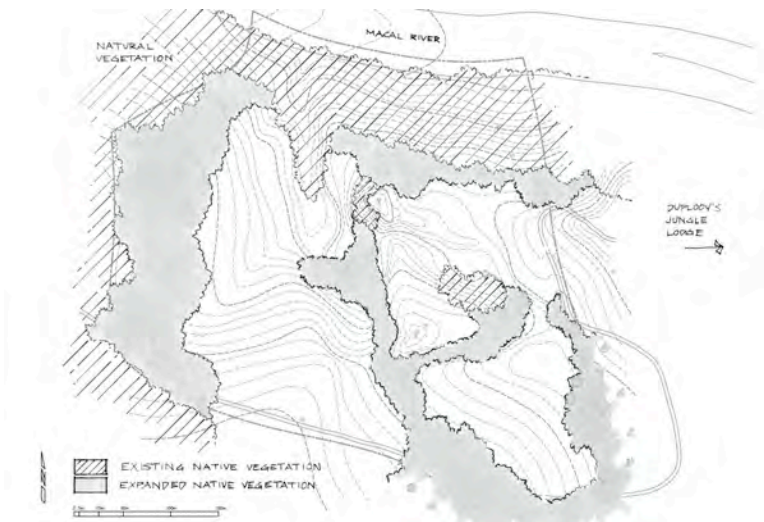 MACAL RIVER
NATURAL
VEGETATION
DUPLOOY'S
JUNGLE
LODGE
EXISTING NATIVE VEGETATION
EXPANDED NATIVE VEGETATION